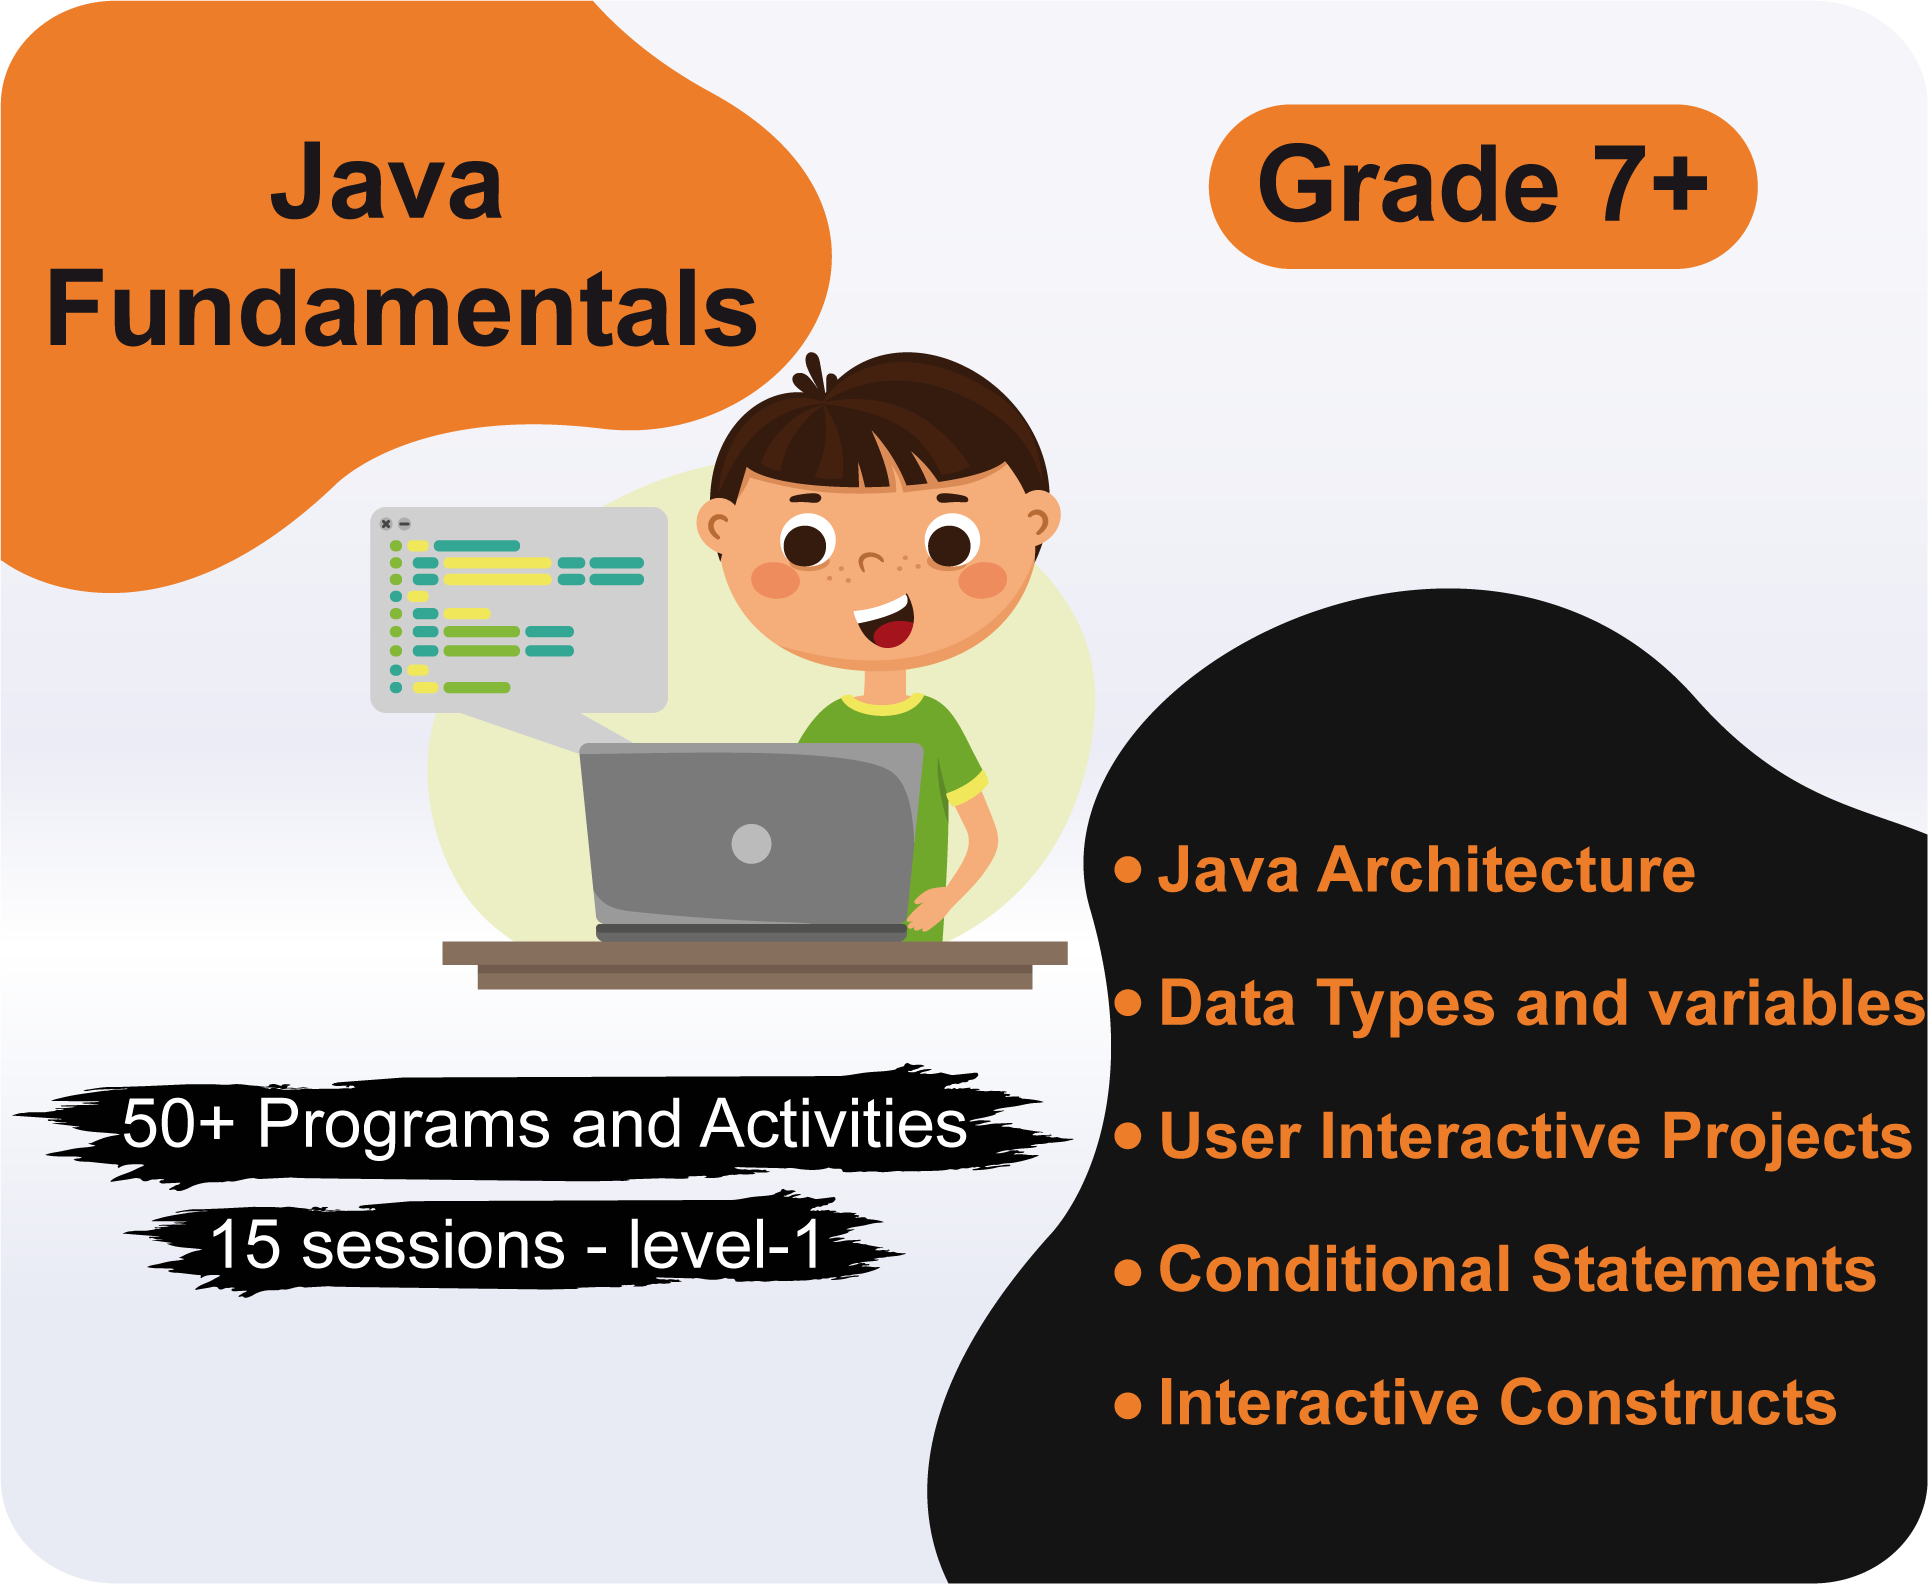 Java
Fundamentals
Grade 7+
50+ Programs and Activities
15 sessions - level-1
• Java Architecture
• Data Types and variables
• User Interactive Projects
• Conditional Statements
• Interactive Constructs